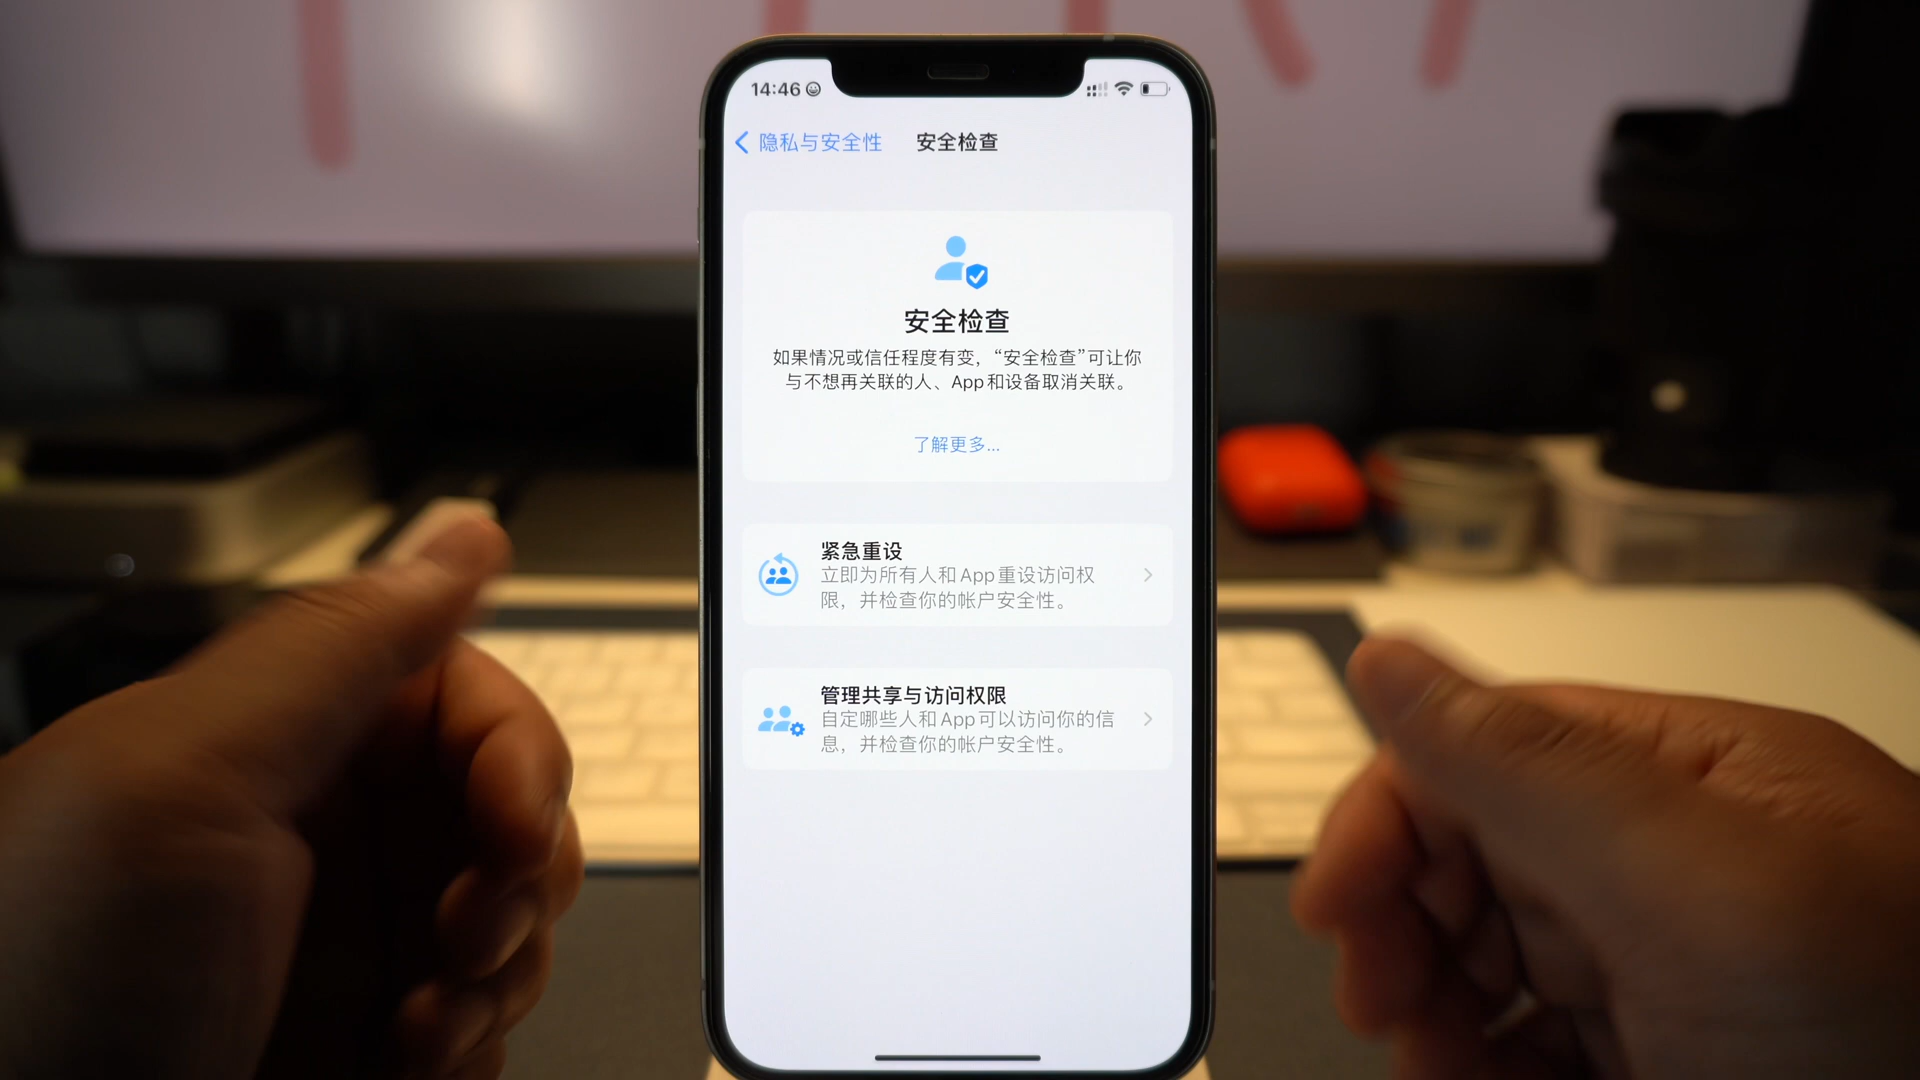 14:46
隐私与安全性
安全检查
安全检查
如果情况或信任程度有变，“安全检查”可让你
与不想再关联的人、App和设备取消关联。
了解更多...
紧急重设
立即为所有人和App重设访问权
限，并检查你的帐户安全性。
管理共享与访问权限
自定哪些人和App可以访问你的信
息，并检查你的帐户安全性。